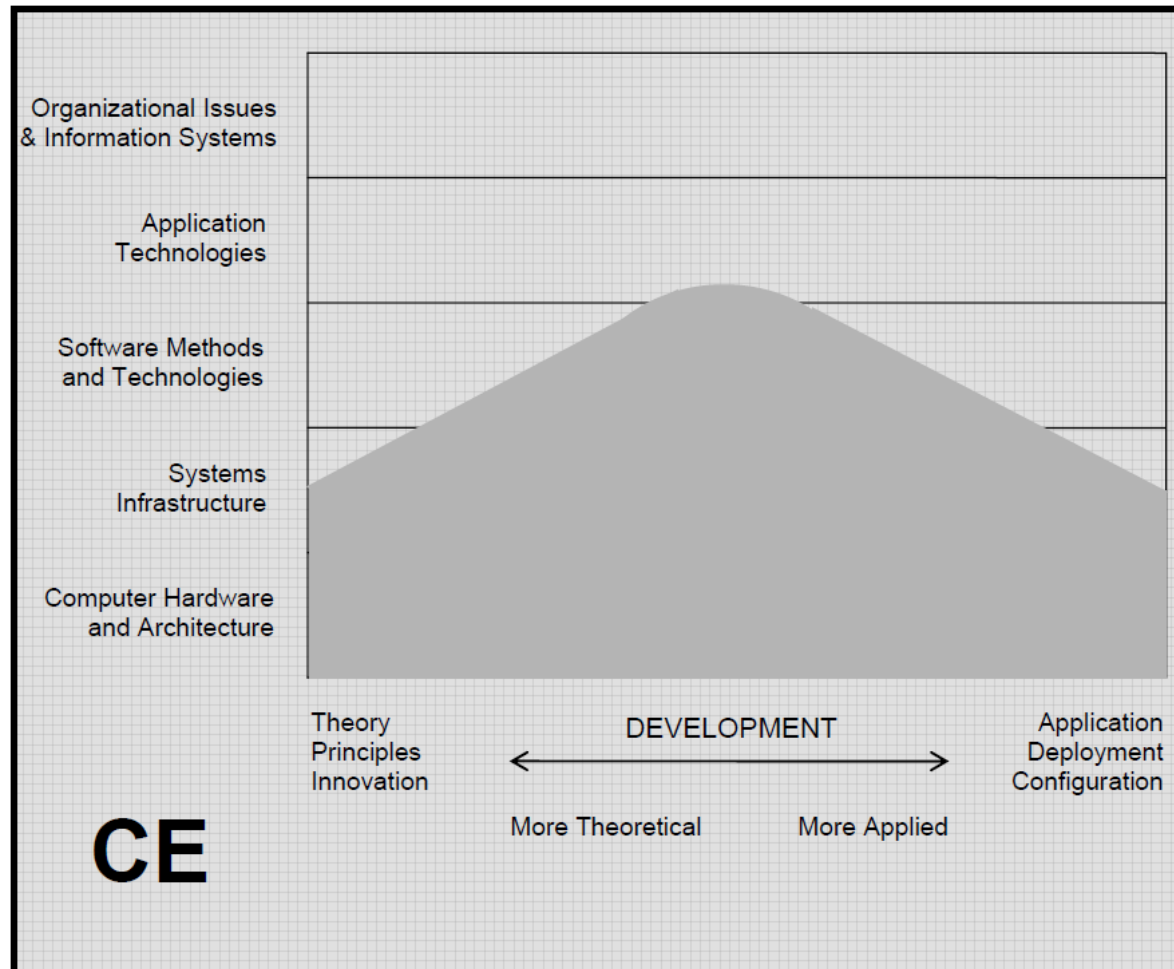 Organizational Issues
& Information Systems
Application
Technologies
Software Methods
and Technologies
Systems
Infrastructure
Computer Hardware
and Architecture
Theory
Principles
Innovation
DEVELOPMENT
Application
Deployment
Configuration
More Theoretical
More Applied
CE